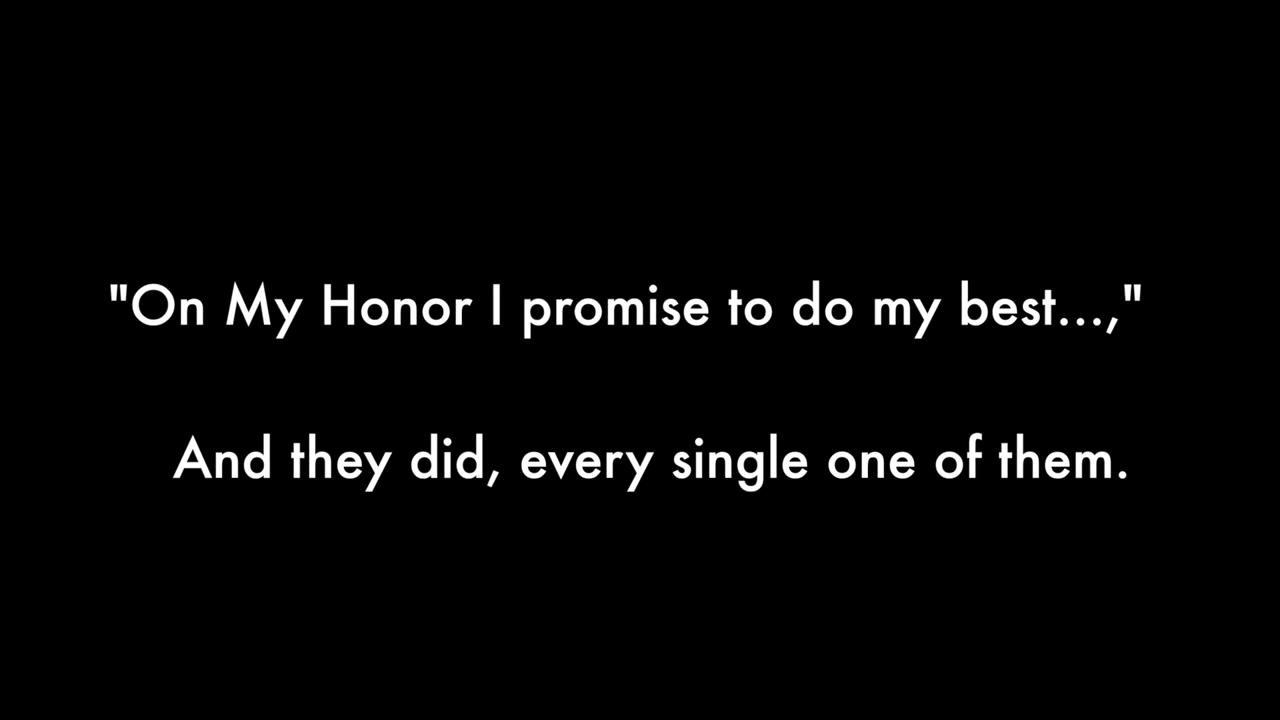 "On My Honor I promise to do my best...,"
And they did, every single one of them.